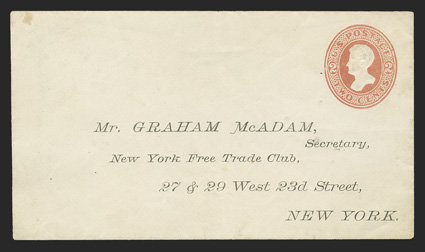 U.S. POSTAGE
TWO CENTS
Mr. GRAHAM McADAM,
Secretary,
New York Free Trade Club,
27 & 29 West 23d Street,
NEW YORK.